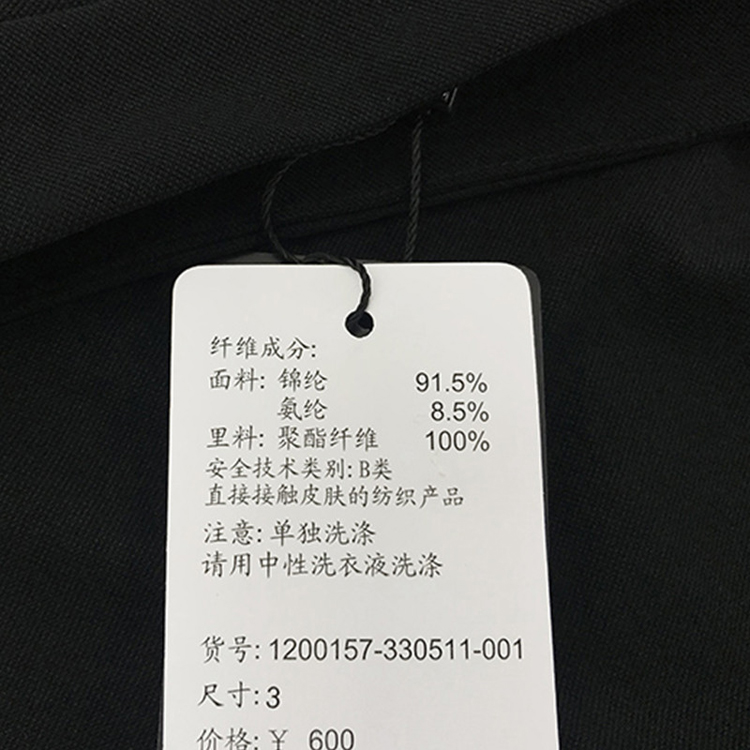 纤维成分:
面料: 锦纶 91.5%
氨纶 8.5%
里料: 聚酯纤维 100%
安全技术类别: B类
直接接触皮肤的纺织产品
注意: 单独洗涤
请用中性洗衣液洗涤
货号: 1200157-330511-001
尺寸: 3
价格: ¥ 600